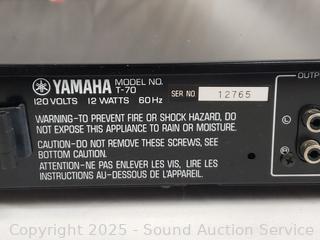 OUTP
YAMAHA MODEL NO. T-70
SER NO 12765
120 VOLTS 12 WATTS 60Hz
L
WARNING-TO PREVENT FIRE OR SHOCK HAZARD, DO
NOT EXPOSE THIS APPLIANCE TO RAIN OR MOISTURE.
CAUTION-DO NOT REMOVE THESE SCREWS, SEE
BOTTOM CAUTION.
R
ATTENTION-NE PAS ENLEVER LES VIS, LIRE LES
INSTRUCTIONS AU-DESSOUS DE L'APPAREIL.
Copyright 2025 - Sound Auction Service